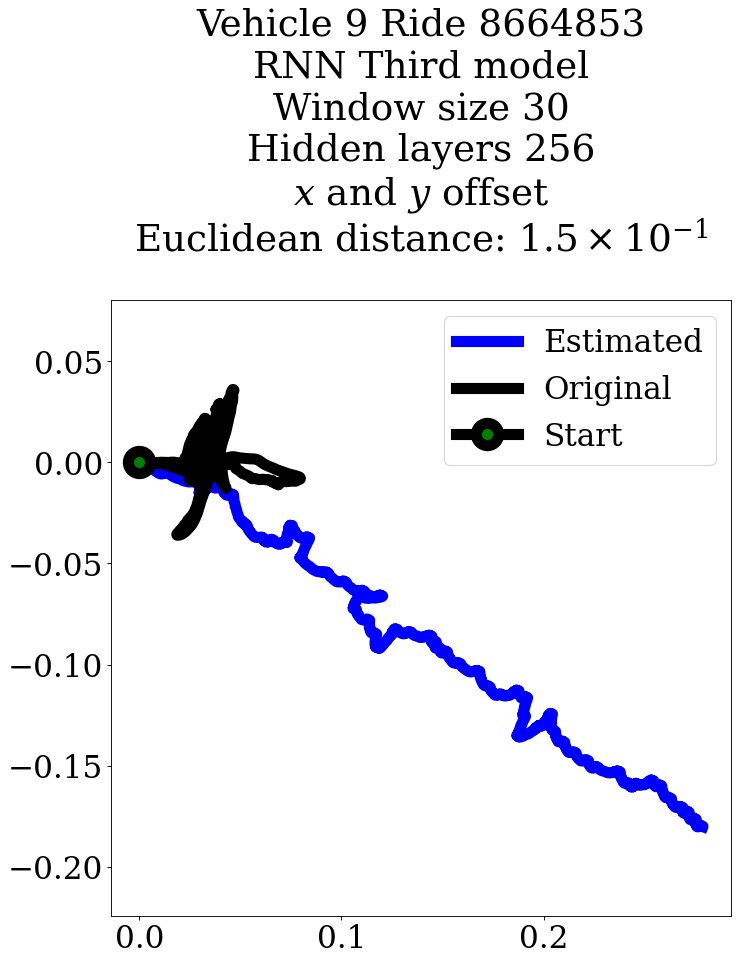 Vehicle 9 Ride 8664853
RNN Third model
Window size 30
Hidden layers 256
x and y offset
Euclidean distance: 1.5 × 10⁻¹
Estimated
Original
Start
0.05
0.00
−0.05
−0.10
−0.15
−0.20
0.0 0.1 0.2